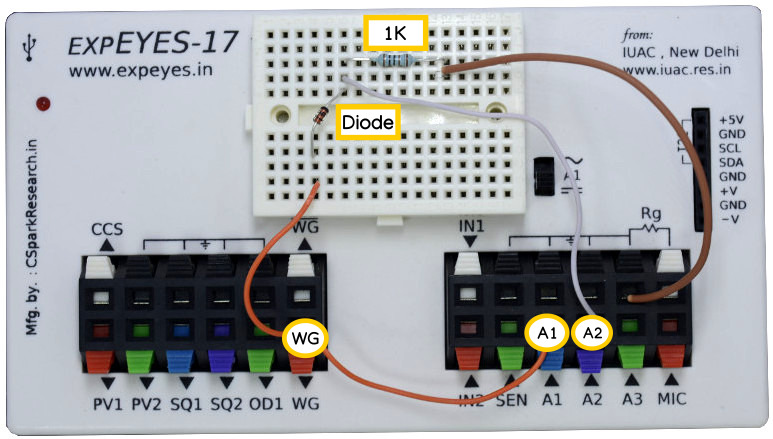 EXPEYES-17
www.expeyes.in
1K
from:
IUAC , New Delhi
www.iuac.res.in
Diode
+5V
GND
SCL
SDA
GND
+V
GND
-V
A1
Mfg. by. : CSparkResearch.in
CCS
WG
IN1
Rg
WG
A1
A2
PV1
PV2
SQ1
SQ2
OD1
WG
IN2
SEN
A1
A2
A3
MIC